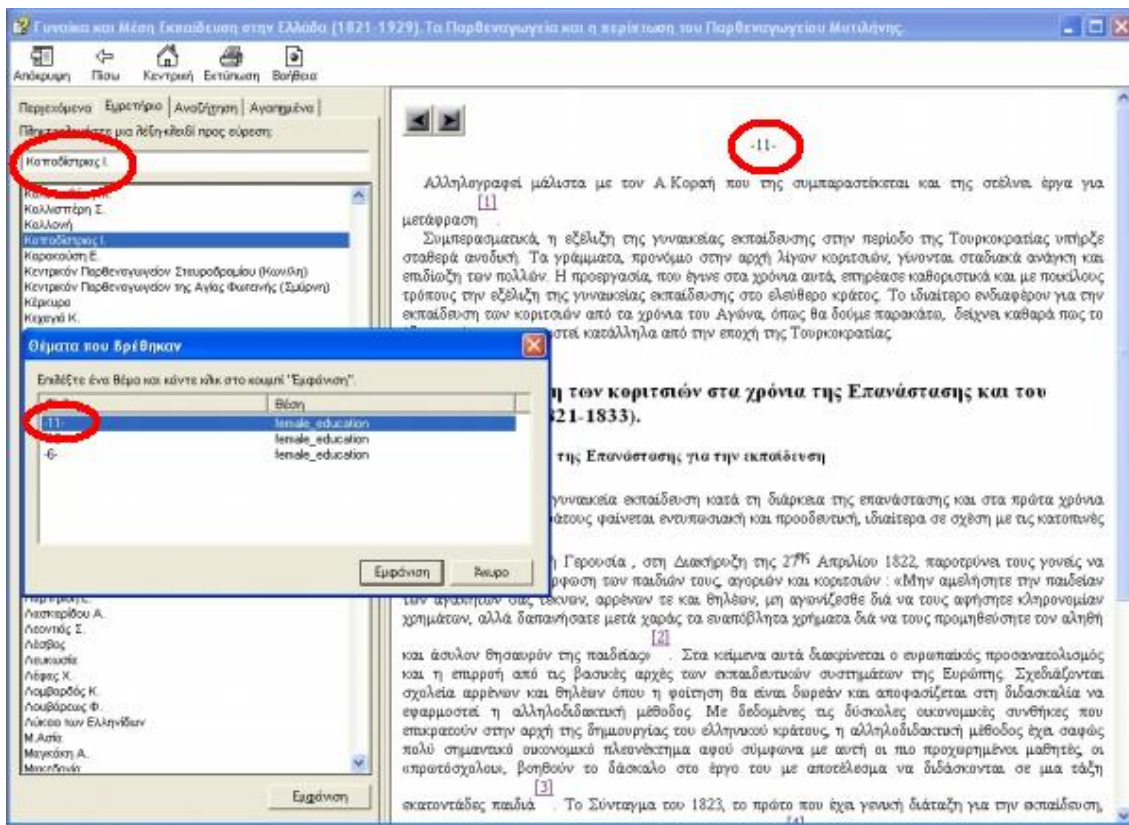 Γυναίκα και Μέση Εκπαίδευση στην Ελλάδα (1821-1929). Τα Παρθεναγωγεία και η περίπτωση του Παρθεναγωγείου Μυτιλήνης.
Απόκρυψη Πίσω Κεντρική Εκτύπωση Βοήθεια
Περιεχόμενα Ευρετήριο Αναζήτηση Αγαπημένα
Πληκτρολογήστε μια λέξη-κλειδί προς εύρεση:
Καποδίστριας Ι.
Καλλιοπέρη Σ.
Καλλονή
Καποδίστριας Ι.
Καρακούση Ε.
Κεντρικόν Παρθεναγωγείον Σταυροδρομίου (Κων/λη)
Κεντρικόν Παρθεναγωγείον της Αγίας Φωτεινής (Σμύρνη)
Κέρκυρα
Κεχαγιά Κ.
Θέματα που βρέθηκαν
Επιλέξτε ένα θέμα και κάντε κλικ στο κουμπί "Εμφάνιση".
Θέση
-11- female_education
female_education
-6- female_education
Εμφάνιση Άκυρο
Λασκαρίδου Α.
Λεοντιάς Σ.
Λέσβος
Λευκωσία
Λέφας Χ.
Λομβαρδός Κ.
Λουβάρεως Φ.
Λύκειο των Ελληνίδων
Μ.Ασία
Μαγκάκη Α.
Μακεδονία
Εμφάνιση
-11-
Αλληλογραφεί μάλιστα με τον Α.Κοραή που της συμπαραστέκεται και της στέλνει έργα για
μετάφραση [1].
Συμπερασματικά, η εξέλιξη της γυναικείας εκπαίδευσης στην περίοδο της Τουρκοκρατίας υπήρξε
σταθερά ανοδική. Τα γράμματα, προνόμιο στην αρχή λίγων κοριτσιών, γίνονται σταδιακά ανάγκη και
επιδίωξη των πολλών. Η προεργασία, που έγινε στα χρόνια αυτά, επηρέασε καθοριστικά και με ποικίλους
τρόπους την εξέλιξη της γυναικείας εκπαίδευσης στο ελεύθερο κράτος. Το ιδιαίτερο ενδιαφέρον για την
εκπαίδευση των κοριτσιών από τα χρόνια του Αγώνα, όπως θα δούμε παρακάτω, δείχνει καθαρά πως το
στεί κατάλληλα από την εποχή της Τουρκοκρατίας.
η των κοριτσιών στα χρόνια της Επανάστασης και του
321-1833).
της Επανάστασης για την εκπαίδευση
γυναικεία εκπαίδευση κατά τη διάρκεια της επανάστασης και στα πρώτα χρόνια
άτους φαίνεται εντυπωσιακή και προοδευτική, ιδιαίτερα σε σχέση με τις κατοπινές
ή Γερουσία , στη Διακήρυξη της 27ης Απριλίου 1822, παροτρύνει τους γονείς να
ρφωση των παιδιών τους, αγοριών και κοριτσιών : «Μην αμελήσητε την παιδείαν
των αγαπητών σας τέκνων, αρρένων τε και θηλέων, μη αγωνίζεσθε διά να τους αφήσητε κληρονομίαν
χρημάτων, αλλά δαπανήσατε μετά χαράς τα ευαπόβλητα χρήματα διά να τους προμηθεύσητε τον αληθή
και άσυλον θησαυρόν της παιδείας» [2]. Στα κείμενα αυτά διακρίνεται ο ευρωπαϊκός προσανατολισμός
και η επιρροή από τις βασικές αρχές των εκπαιδευτικών συστημάτων της Ευρώπης. Σχεδιάζονται
σχολεία αρρένων και θηλέων όπου η φοίτηση θα είναι δωρεάν και αποφασίζεται στη διδασκαλία να
εφαρμοστεί η αλληλοδιδακτική μέθοδος. Με δεδομένες τις δύσκολες οικονομικές συνθήκες που
επικρατούν στην αρχή της δημιουργίας του ελληνικού κράτους, η αλληλοδιδακτική μέθοδος έχει σαφώς
πολύ σημαντικό οικονομικό πλεονέκτημα αφού σύμφωνα με αυτή οι πιο προχωρημένοι μαθητές, οι
«πρωτόσχολοι», βοηθούν το δάσκαλο στο έργο του με αποτέλεσμα να διδάσκονται σε μια τάξη
εκατοντάδες παιδιά [3]. Το Σύνταγμα του 1823, το πρώτο που έχει γενική διάταξη για την εκπαίδευση,
[4]